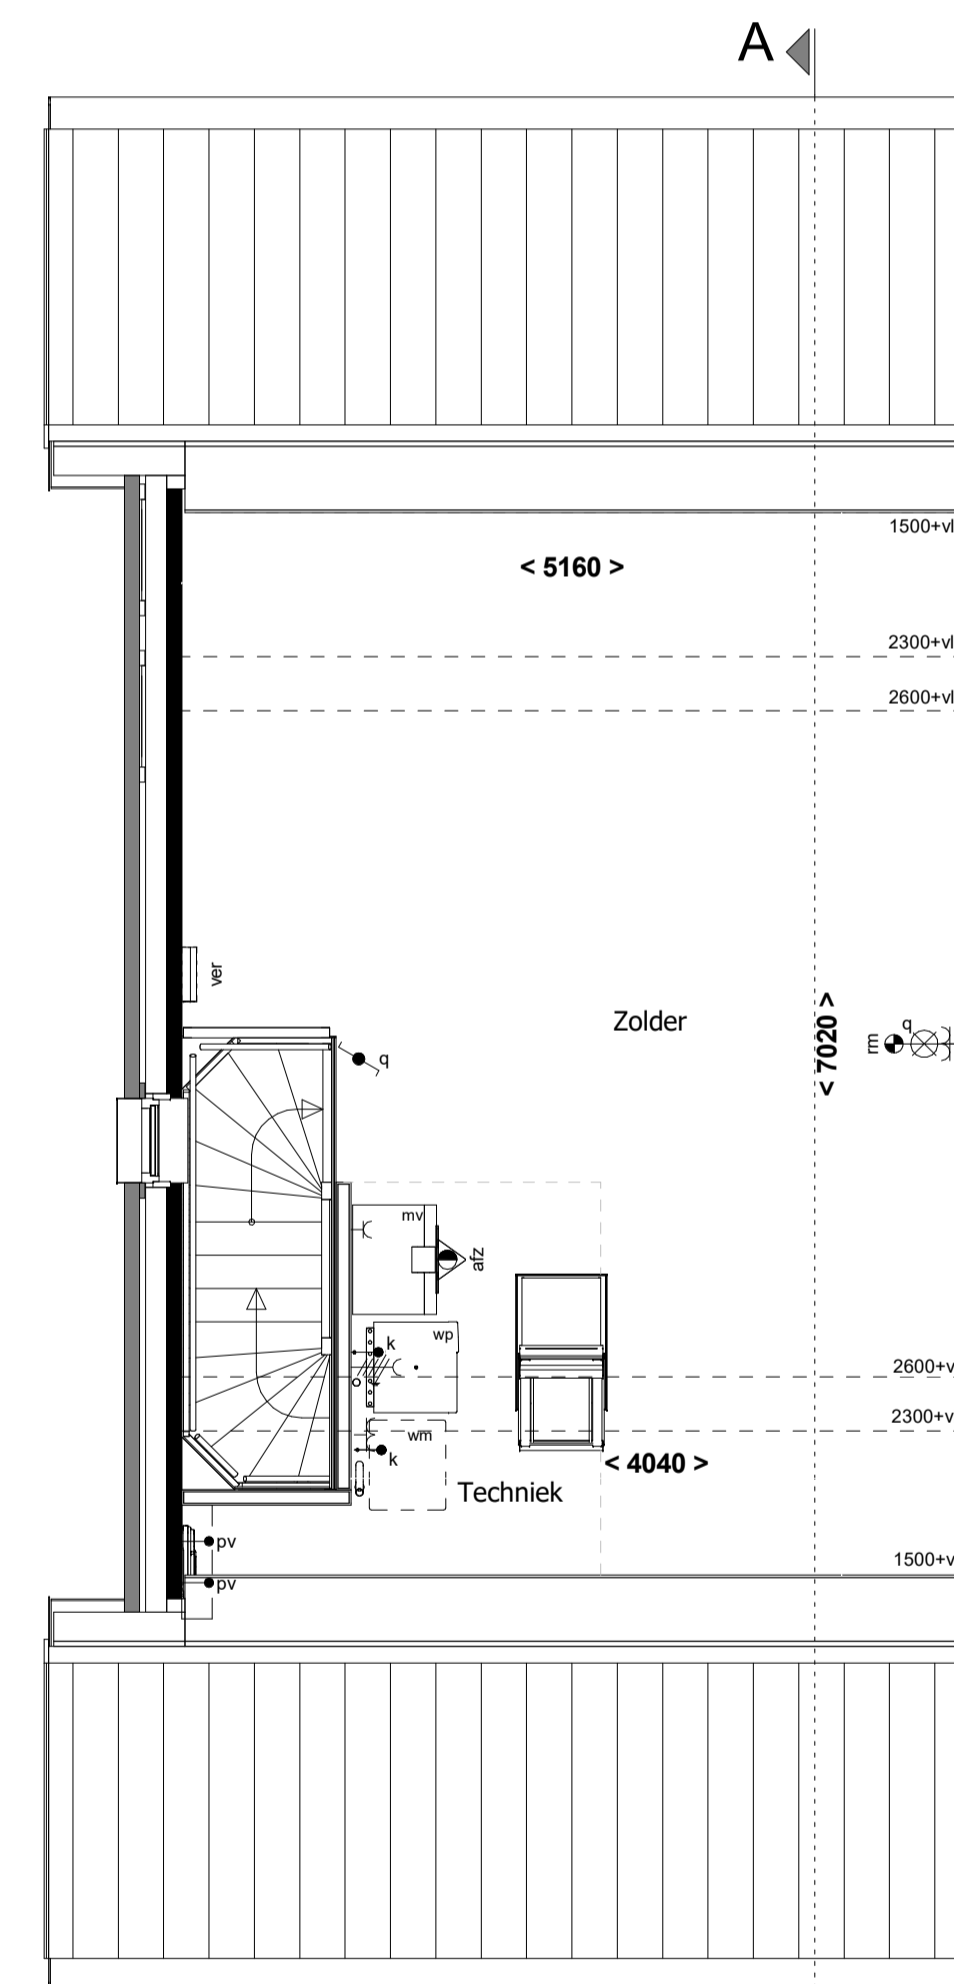 A
1500+vl
< 5160 >
2300+vl
2600+vl
ver
Zolder
< 7020 >
rm
q
q
mv
afz
wp
k
2600+v
2300+v
wm
k
< 4040 >
Techniek
pv
1500+v
pv